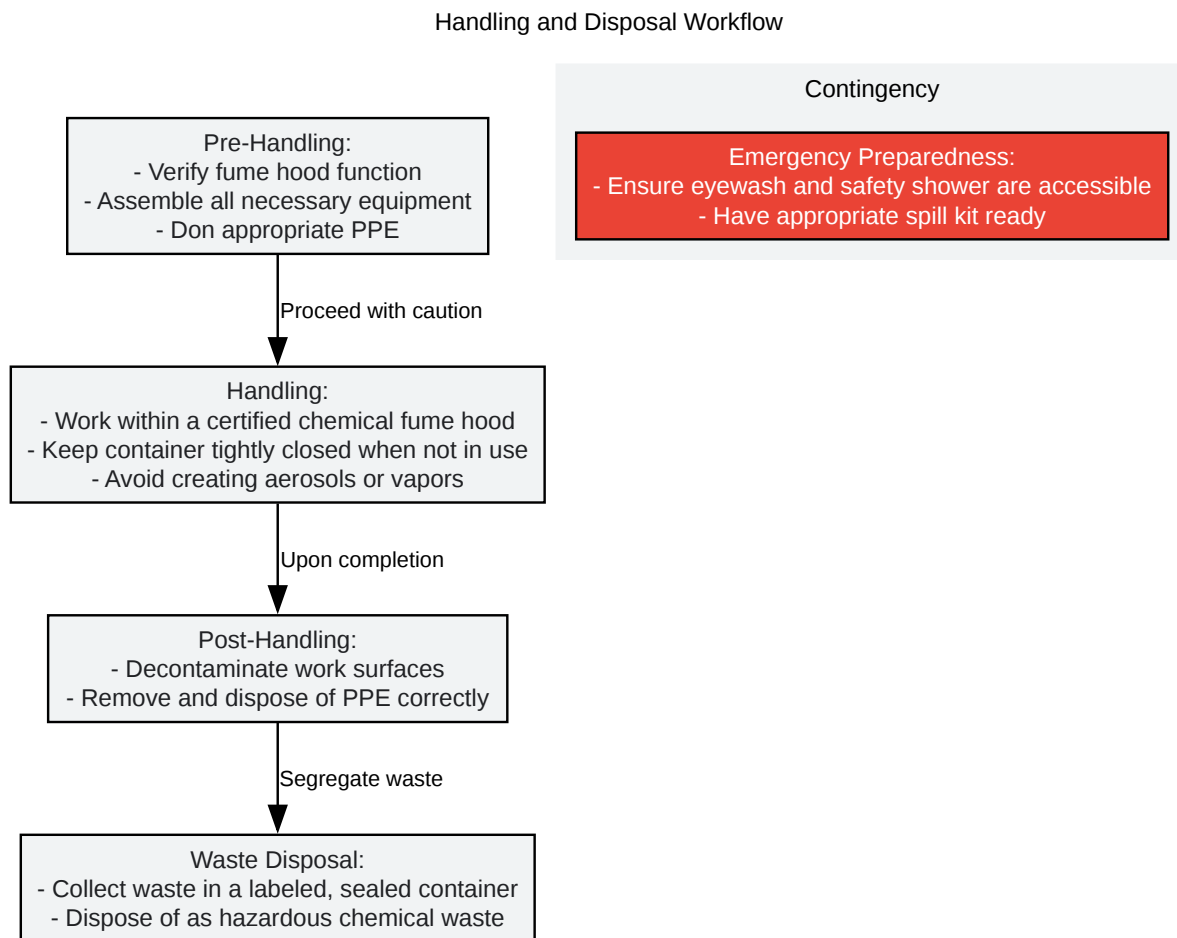 Handling and Disposal Workflow
Contingency
Emergency Preparedness:
- Ensure eyewash and safety shower are accessible
- Have appropriate spill kit ready
Pre-Handling:
- Verify fume hood function
- Assemble all necessary equipment
- Don appropriate PPE
Proceed with caution
Handling:
- Work within a certified chemical fume hood
- Keep container tightly closed when not in use
- Avoid creating aerosols or vapors
Upon completion
Post-Handling:
- Decontaminate work surfaces
- Remove and dispose of PPE correctly
Segregate waste
Waste Disposal:
- Collect waste in a labeled, sealed container
- Dispose of as hazardous chemical waste